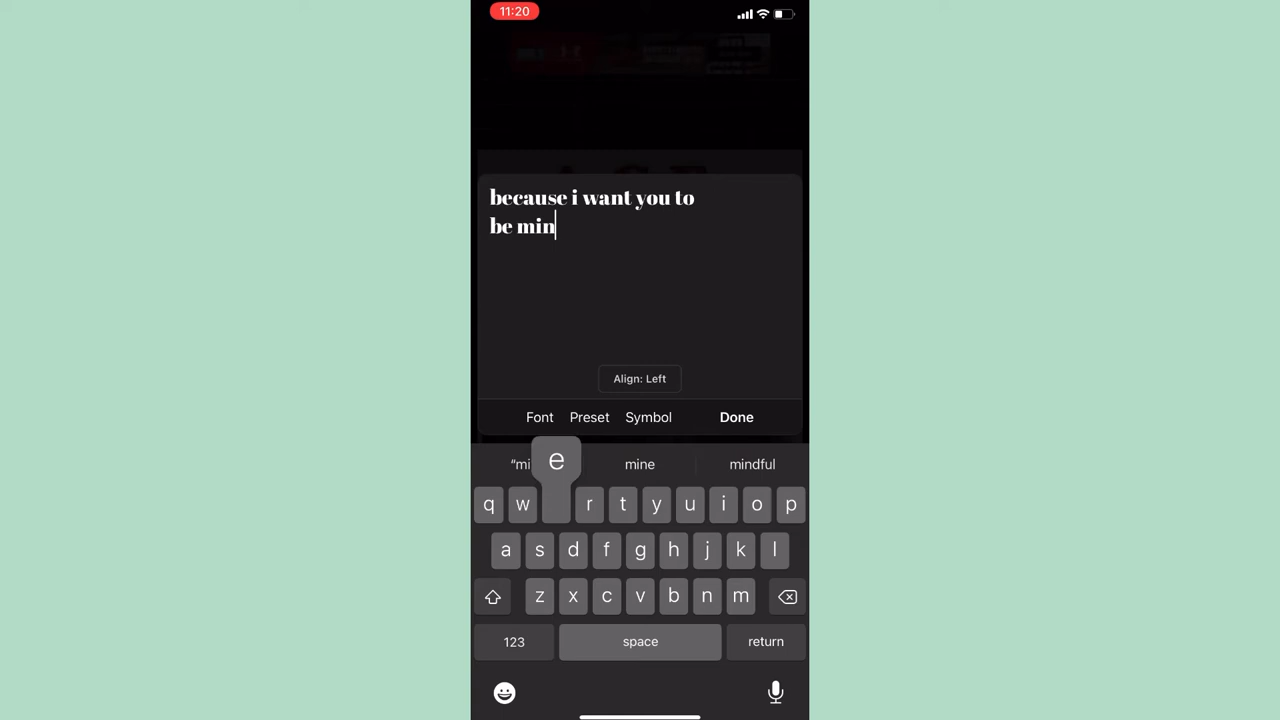 11:20
because i want you to
be min
Align: Left
Font Preset Symbol Done
“mi e mine mindful
q w r t y u i o p
a s d f g h j k l
z x c v b n m
123 space return